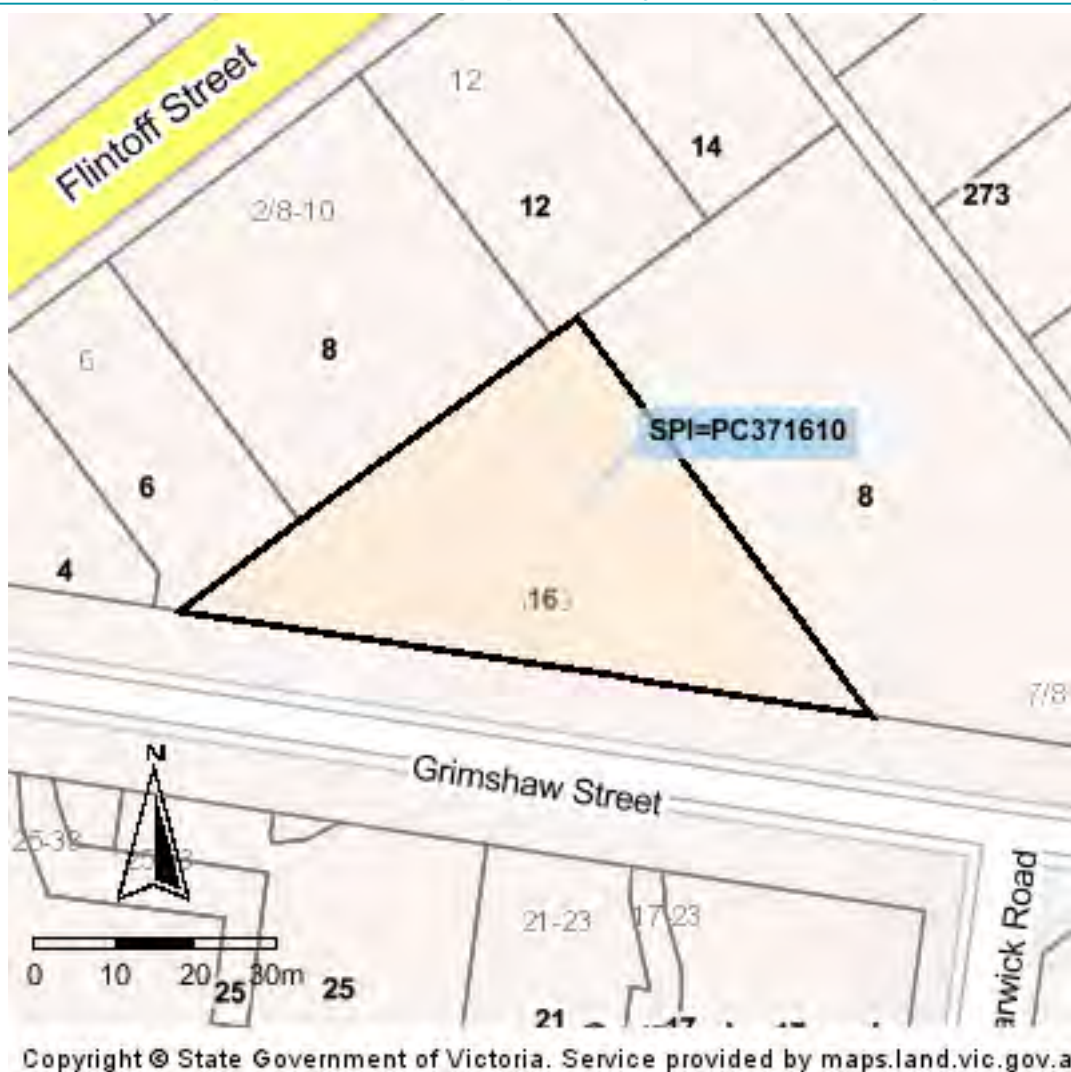 Flintoff Street
12
14
12
273
2/8-10
8
6
SPI=PC371610
6
8
4
16
7/8
N
Grimshaw Street
0 10 20 30m
25
25
21-23
17-23
21
17
arwick Road
Copyright © State Government of Victoria. Service provided by maps.land.vic.gov.a